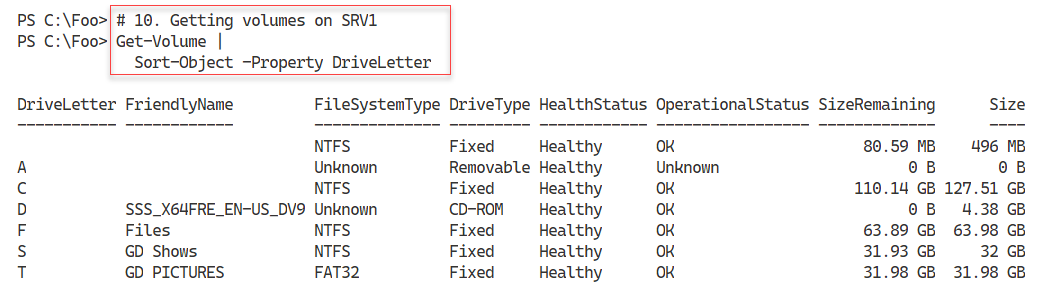 PS C:\Foo> # 10. Getting volumes on SRV1
PS C:\Foo> Get-Volume |
Sort-Object -Property DriveLetter
DriveLetter FriendlyName FileSystemType DriveType HealthStatus OperationalStatus SizeRemaining Size
----------- ------------ -------------- --------- ------------ ----------------- ------------- ----
NTFS Fixed Healthy OK 80.59 MB 496 MB
A Unknown Removable Healthy Unknown 0 B 0 B
C NTFS Fixed Healthy OK 110.14 GB 127.51 GB
D SSS_X64FRE_EN-US_DV9 Unknown CD-ROM Healthy OK 0 B 4.38 GB
F Files NTFS Fixed Healthy OK 63.89 GB 63.98 GB
S GD Shows NTFS Fixed Healthy OK 31.93 GB 32 GB
T GD PICTURES FAT32 Fixed Healthy OK 31.98 GB 31.98 GB